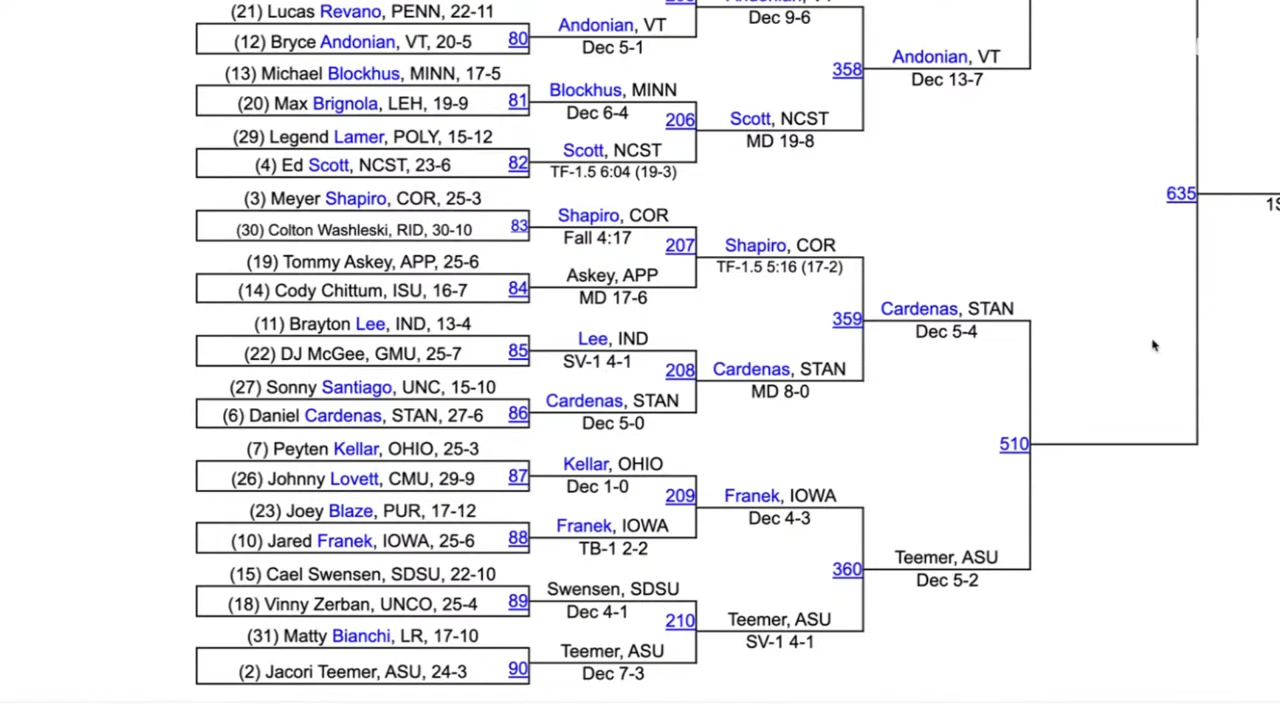 (21) Lucas Revano, PENN, 22-11
(12) Bryce Andonian, VT, 20-5
80
Andonian, VT
Dec 5-1
Dec 9-6
(13) Michael Blockhus, MINN, 17-5
(20) Max Brignola, LEH, 19-9
81
Blockhus, MINN
Dec 6-4
206
(29) Legend Lamer, POLY, 15-12
(4) Ed Scott, NCST, 23-6
82
Scott, NCST
TF-1.5 6:04 (19-3)
Scott, NCST
MD 19-8
358
Andonian, VT
Dec 13-7
(3) Meyer Shapiro, COR, 25-3
(30) Colton Washleski, RID, 30-10
83
Shapiro, COR
Fall 4:17
207
(19) Tommy Askey, APP, 25-6
(14) Cody Chittum, ISU, 16-7
84
Askey, APP
MD 17-6
Shapiro, COR
TF-1.5 5:16 (17-2)
(11) Brayton Lee, IND, 13-4
(22) DJ McGee, GMU, 25-7
85
Lee, IND
SV-1 4-1
208
(27) Sonny Santiago, UNC, 15-10
(6) Daniel Cardenas, STAN, 27-6
86
Cardenas, STAN
Dec 5-0
Cardenas, STAN
MD 8-0
359
Cardenas, STAN
Dec 5-4
(7) Peyten Kellar, OHIO, 25-3
(26) Johnny Lovett, CMU, 29-9
87
Kellar, OHIO
Dec 1-0
209
(23) Joey Blaze, PUR, 17-12
(10) Jared Franek, IOWA, 25-6
88
Franek, IOWA
TB-1 2-2
Franek, IOWA
Dec 4-3
(15) Cael Swensen, SDSU, 22-10
(18) Vinny Zerban, UNCO, 25-4
89
Swensen, SDSU
Dec 4-1
210
(31) Matty Bianchi, LR, 17-10
(2) Jacori Teemer, ASU, 24-3
90
Teemer, ASU
Dec 7-3
Teemer, ASU
SV-1 4-1
360
Teemer, ASU
Dec 5-2
510
635